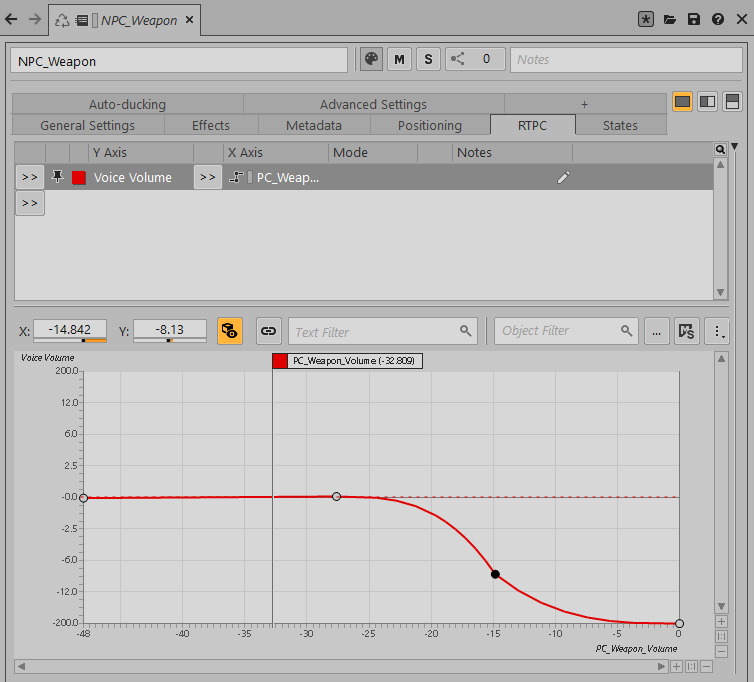 NPC_Weapon
NPC_Weapon
M
S
0
Notes
Auto-ducking
Advanced Settings
+
General Settings
Effects
Metadata
Positioning
RTPC
States
Y Axis
X Axis
Mode
Notes
>>
Voice Volume
>>
PC_Weap...
>>
X:
-14.842
Y:
-8.13
Text Filter
Object Filter
...
Voice Volume
PC_Weapon_Volume (-32.809)
200.0
12.0
6.0
2.5
-0.0
-2.5
-6.0
-12.0
-200.0
-48
-40
-35
-30
-25
-20
-15
-10
-5
0
PC_Weapon_Volume